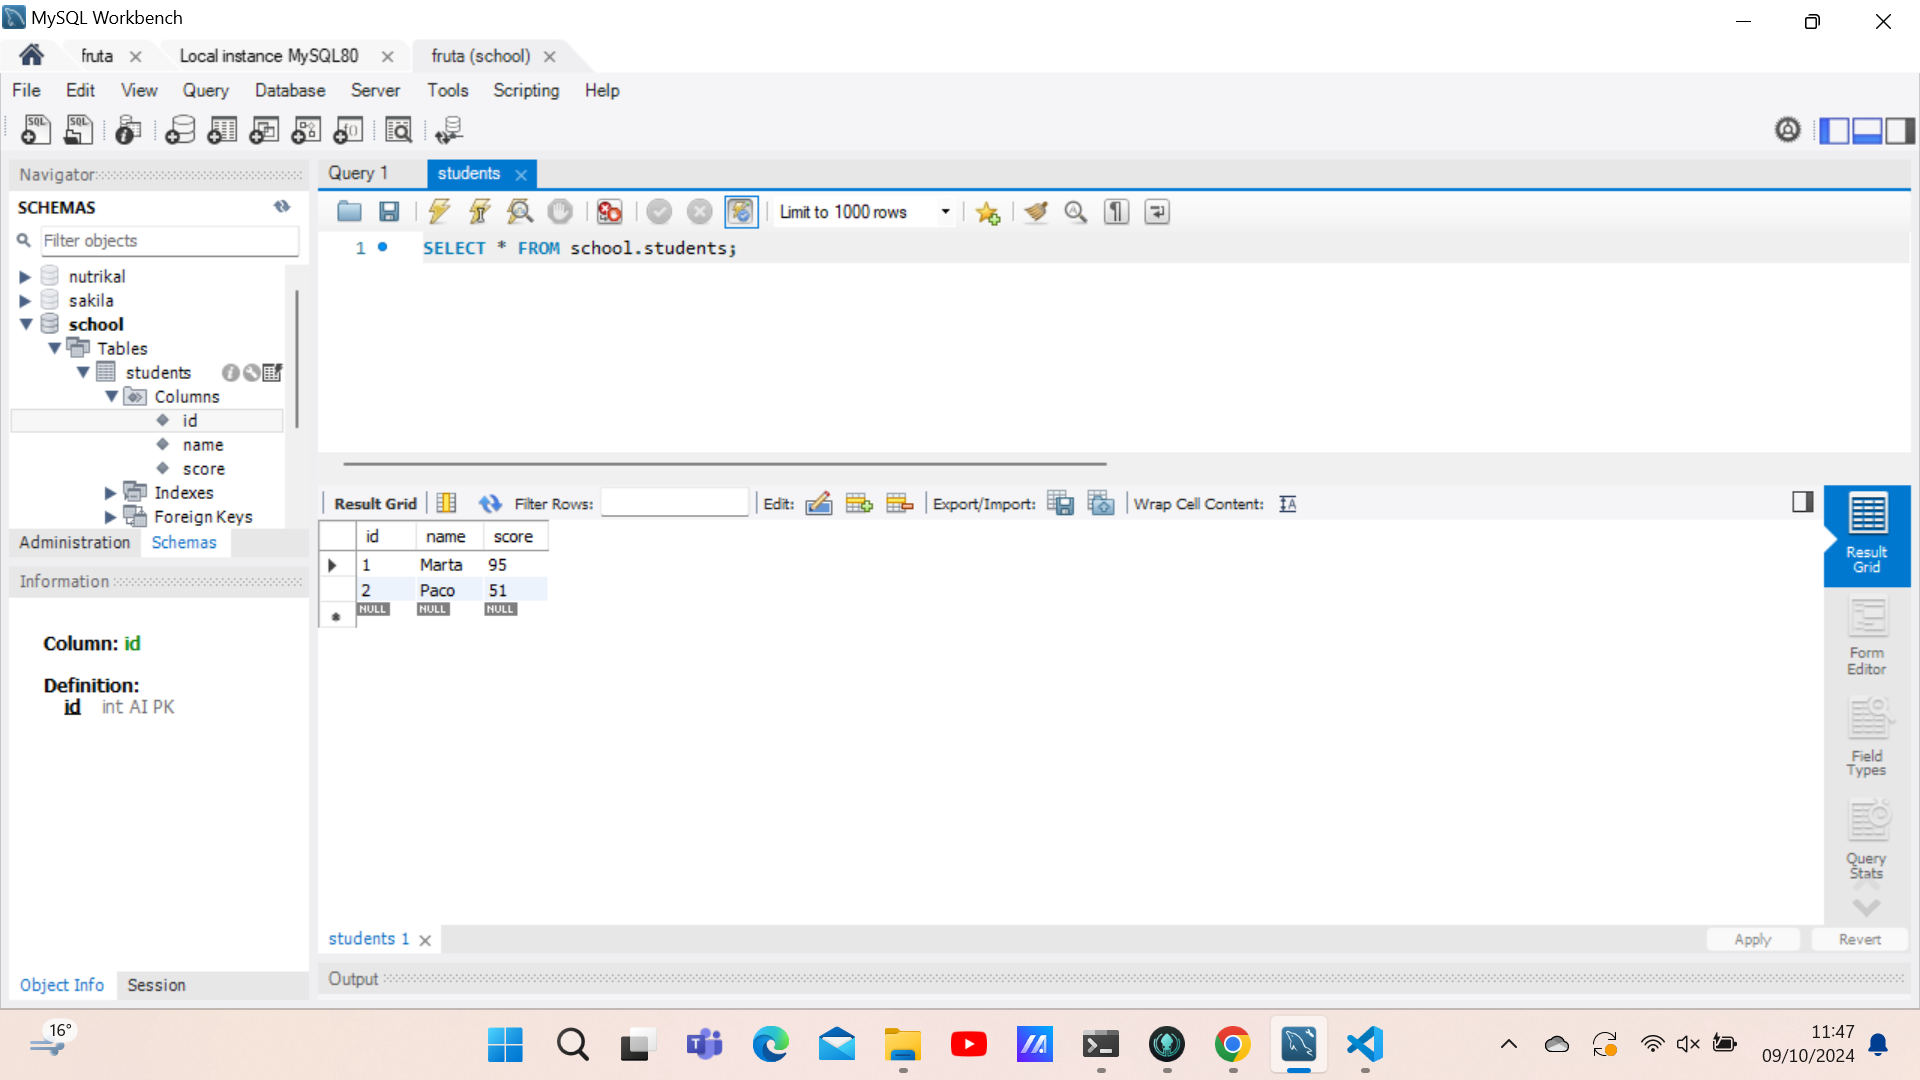 MySQL Workbench
fruta
Local instance MySQL80
fruta (school)
File Edit View Query Database Server Tools Scripting Help
Navigator
SCHEMAS
Filter objects
nutrikal
sakila
school
Tables
students
Columns
id
name
score
Indexes
Foreign Keys
Administration Schemas
Information
Column: id
Definition:
id int AI PK
Object Info Session
Query 1 students
Limit to 1000 rows
1 SELECT * FROM school.students;
Result Grid Filter Rows: Edit: Export/Import: Wrap Cell Content:
id name score
1 Marta 95
2 Paco 51
NULL NULL NULL
Result Grid
Form Editor
Field Types
Query Stats
students 1
Apply Revert
Output
16°
11:47
09/10/2024